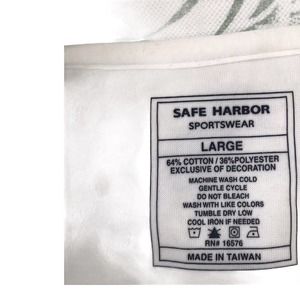 SAFE HARBOR
SPORTSWEAR
LARGE
64% COTTON / 36%POLYESTER
EXCLUSIVE OF DECORATION
MACHINE WASH COLD
GENTLE CYCLE
DO NOT BLEACH
WASH WITH LIKE COLORS
TUMBLE DRY LOW
COOL IRON IF NEEDED
RN# 16576
MADE IN TAIWAN